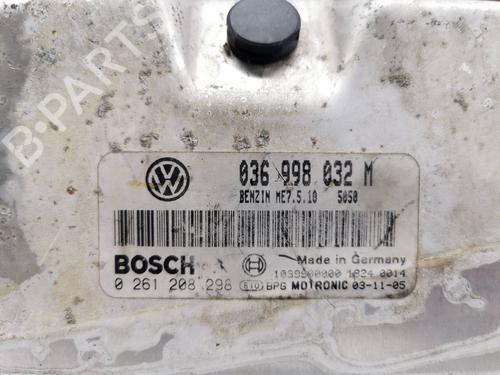 B-PARTS
036 998 032 M
BENZIN ME7.5.10 5050
BOSCH
Made in Germany
1039S00000 1824 0014
0 261 208 298
BPG MOTRONIC 03-11-05